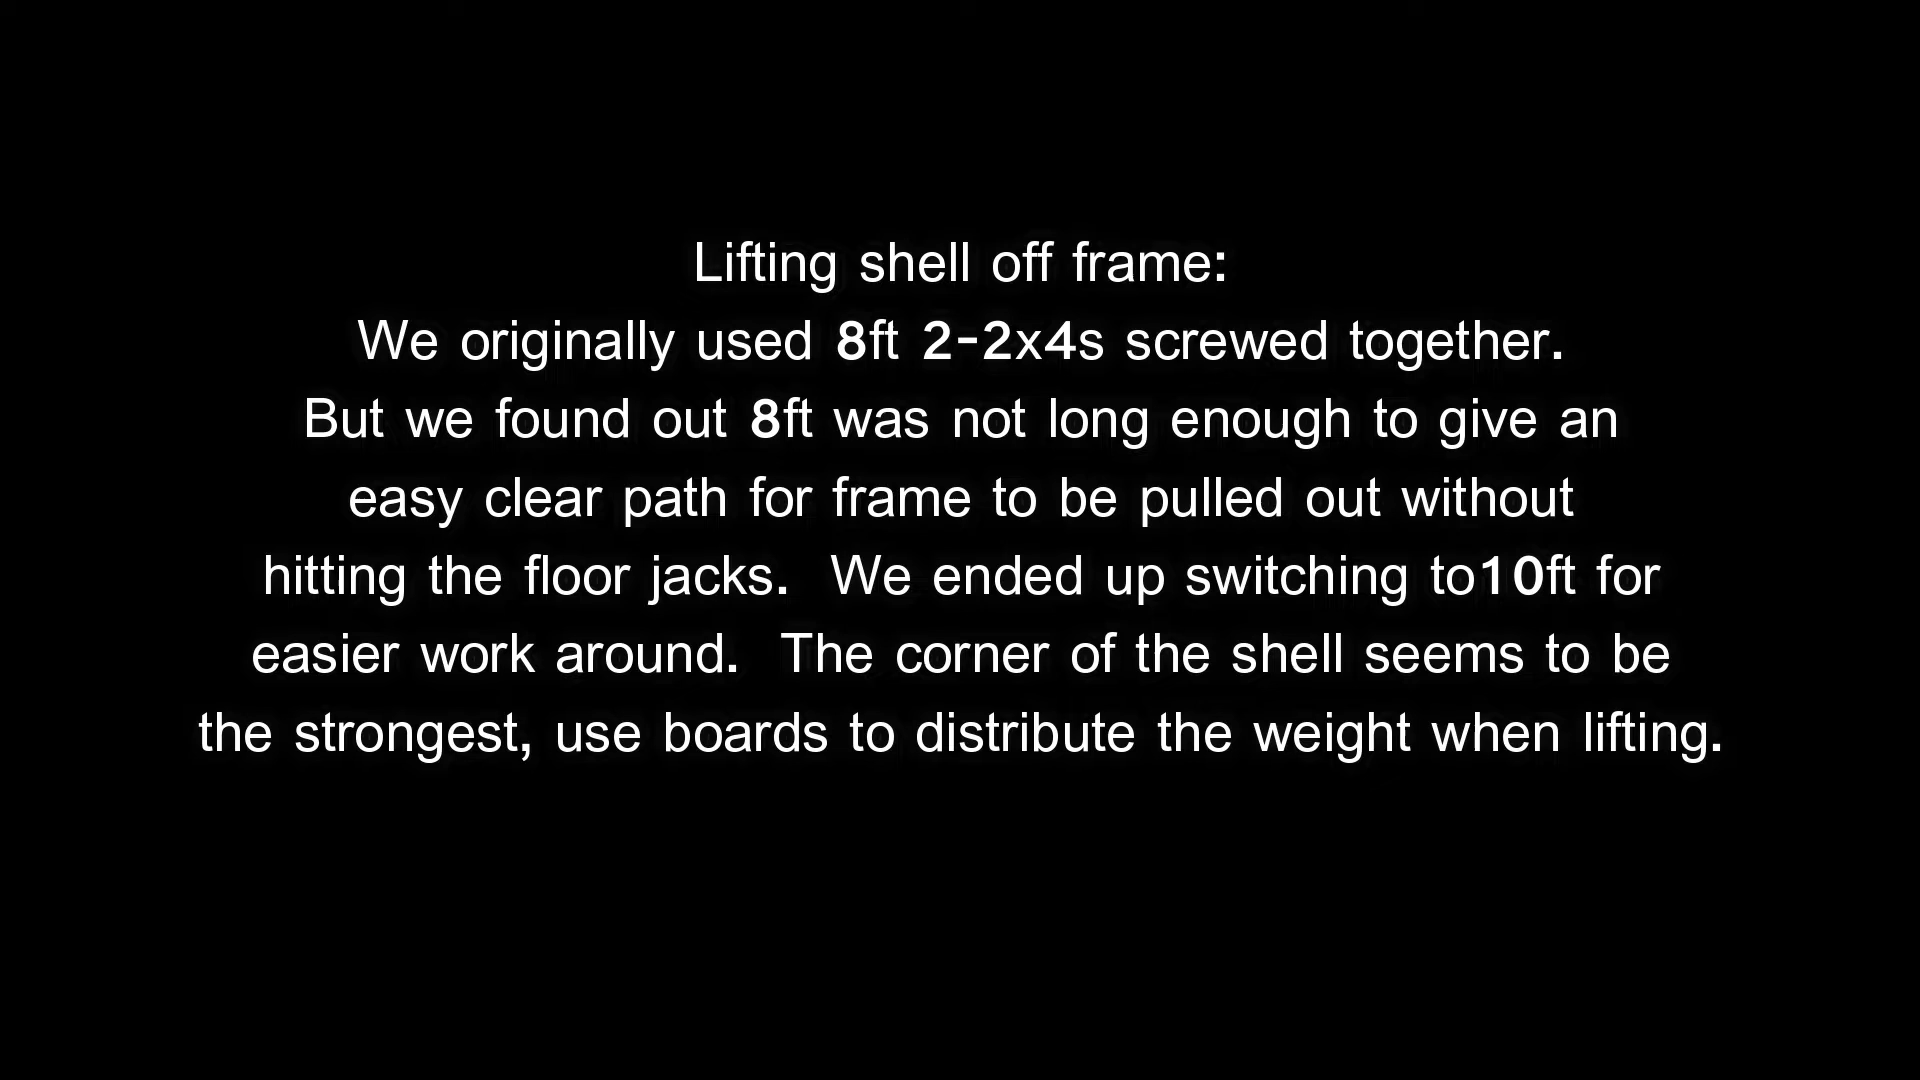 Lifting shell off frame:
We originally used 8ft 2-2x4s screwed together.
But we found out 8ft was not long enough to give an
easy clear path for frame to be pulled out without
hitting the floor jacks.  We ended up switching to10ft for
easier work around.  The corner of the shell seems to be
the strongest, use boards to distribute the weight when lifting.